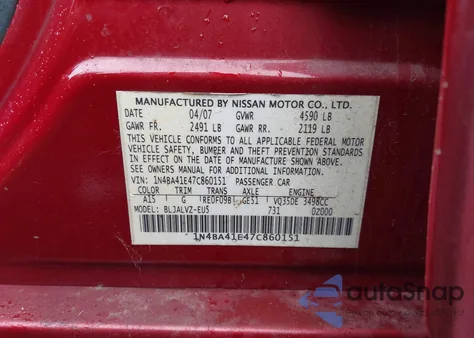 MANUFACTURED BY NISSAN MOTOR CO., LTD.
DATE 04/07 GVWR 4590 LB
GAWR FR. 2491 LB GAWR RR. 2119 LB
THIS VEHICLE CONFORMS TO ALL APPLICABLE FEDERAL MOTOR
VEHICLE SAFETY, BUMPER AND THEFT PREVENTION STANDARDS
IN EFFECT ON THE DATE OF MANUFACTURE SHOWN ABOVE.
SEE OWNERS MANUAL FOR ADDITIONAL INFORMATION.
VIN: 1N4BA41E47C860151 PASSENGER CAR
COLOR TRIM TRANS AXLE ENGINE
A15 G RE0F09B GE51 VQ35DE 3498CC
MODEL: BLJALVZ-EU5 731 0Z000
1N4BA41E47C860151
autoSnap